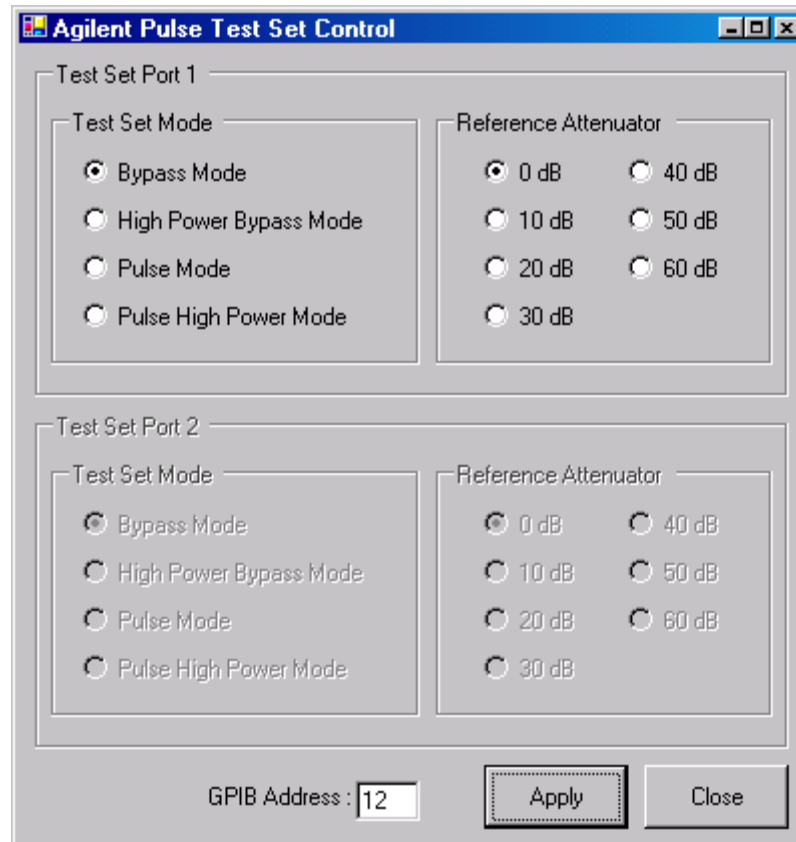 Agilent Pulse Test Set Control
Test Set Port 1
Test Set Mode
Bypass Mode
High Power Bypass Mode
Pulse Mode
Pulse High Power Mode
Reference Attenuator
0 dB
10 dB
20 dB
30 dB
40 dB
50 dB
60 dB
Test Set Port 2
Test Set Mode
Bypass Mode
High Power Bypass Mode
Pulse Mode
Pulse High Power Mode
Reference Attenuator
0 dB
10 dB
20 dB
30 dB
40 dB
50 dB
60 dB
GPIB Address : 12
Apply
Close